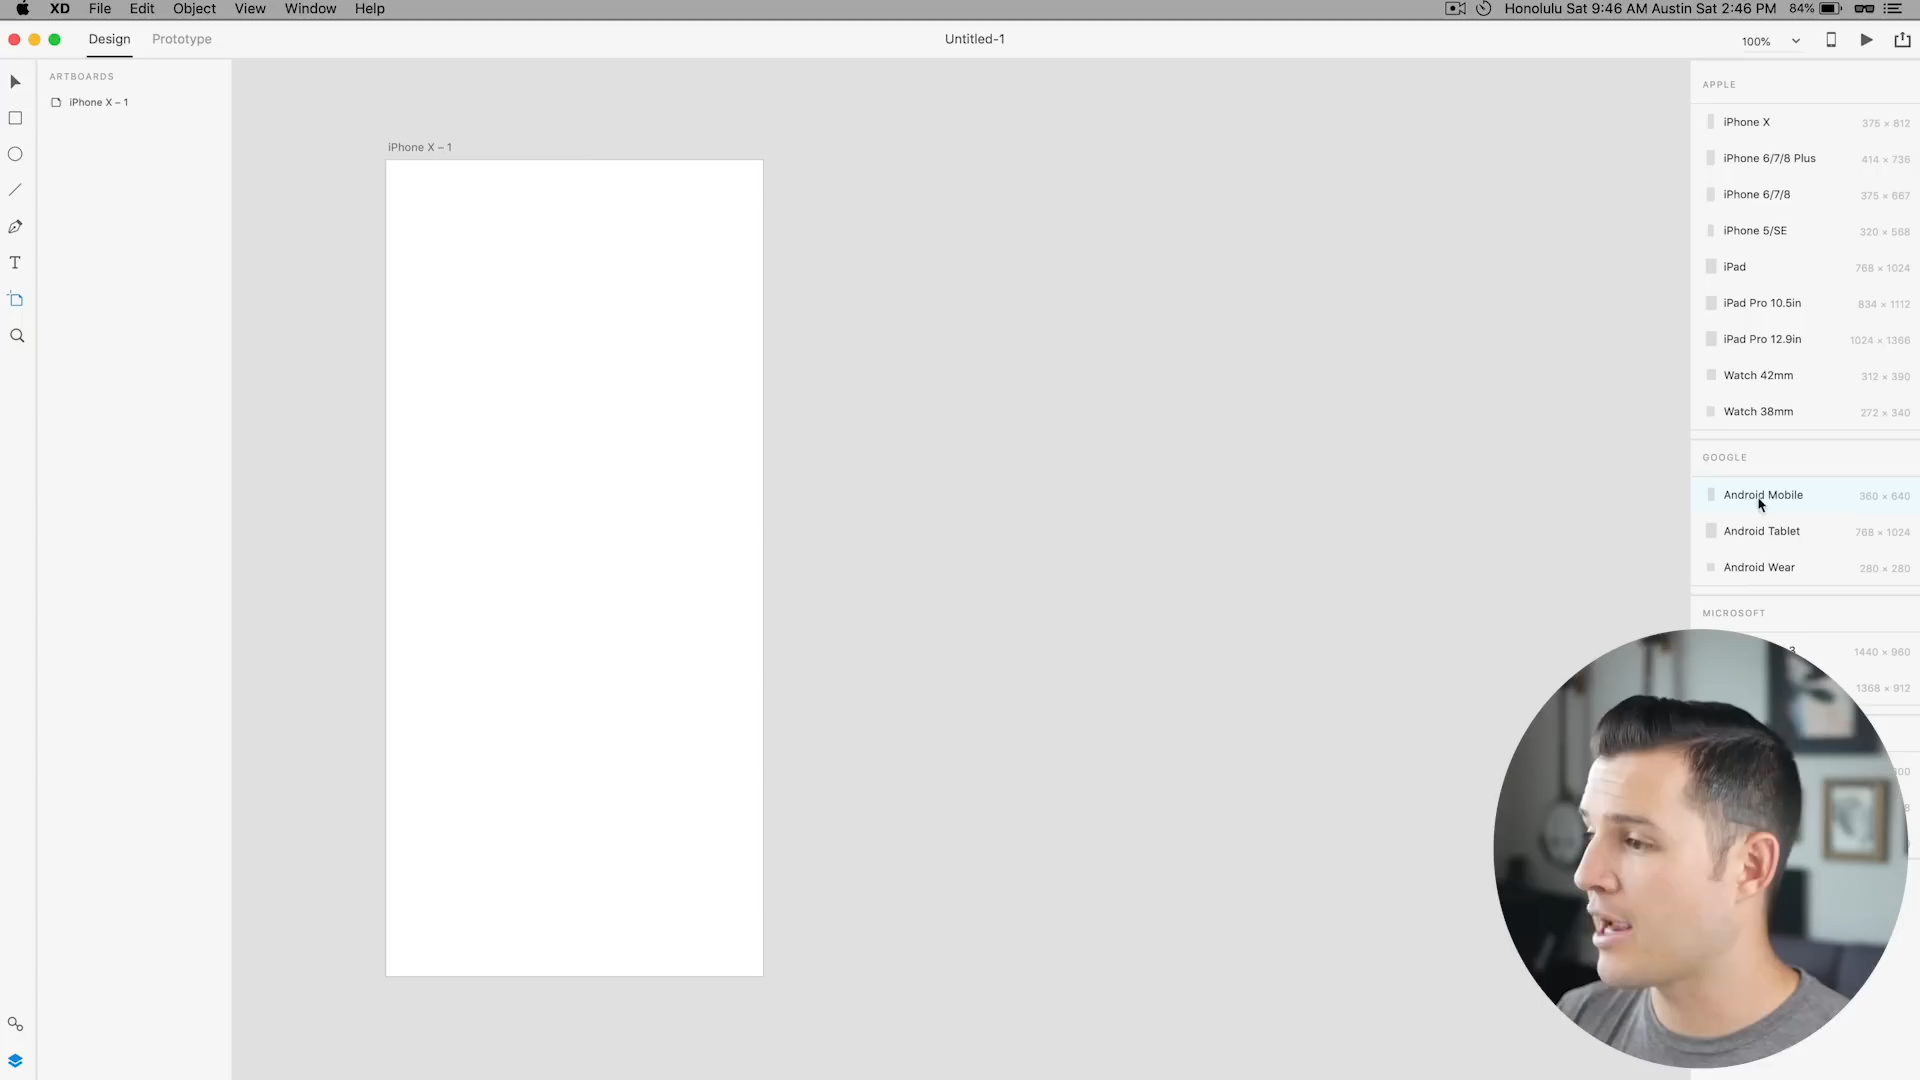 XD File Edit Object View Window Help
Honolulu Sat 9:46 AM Austin Sat 2:46 PM 84%
Design Prototype
Untitled-1
100%
ARTBOARDS
iPhone X – 1
iPhone X – 1
APPLE
iPhone X 375 × 812
iPhone 6/7/8 Plus 414 × 736
iPhone 6/7/8 375 × 667
iPhone 5/SE 320 × 568
iPad 768 × 1024
iPad Pro 10.5in 834 × 1112
iPad Pro 12.9in 1024 × 1366
Watch 42mm 312 × 390
Watch 38mm 272 × 340
GOOGLE
Android Mobile 360 × 640
Android Tablet 768 × 1024
Android Wear 280 × 280
MICROSOFT
3 1440 × 960
1368 × 912